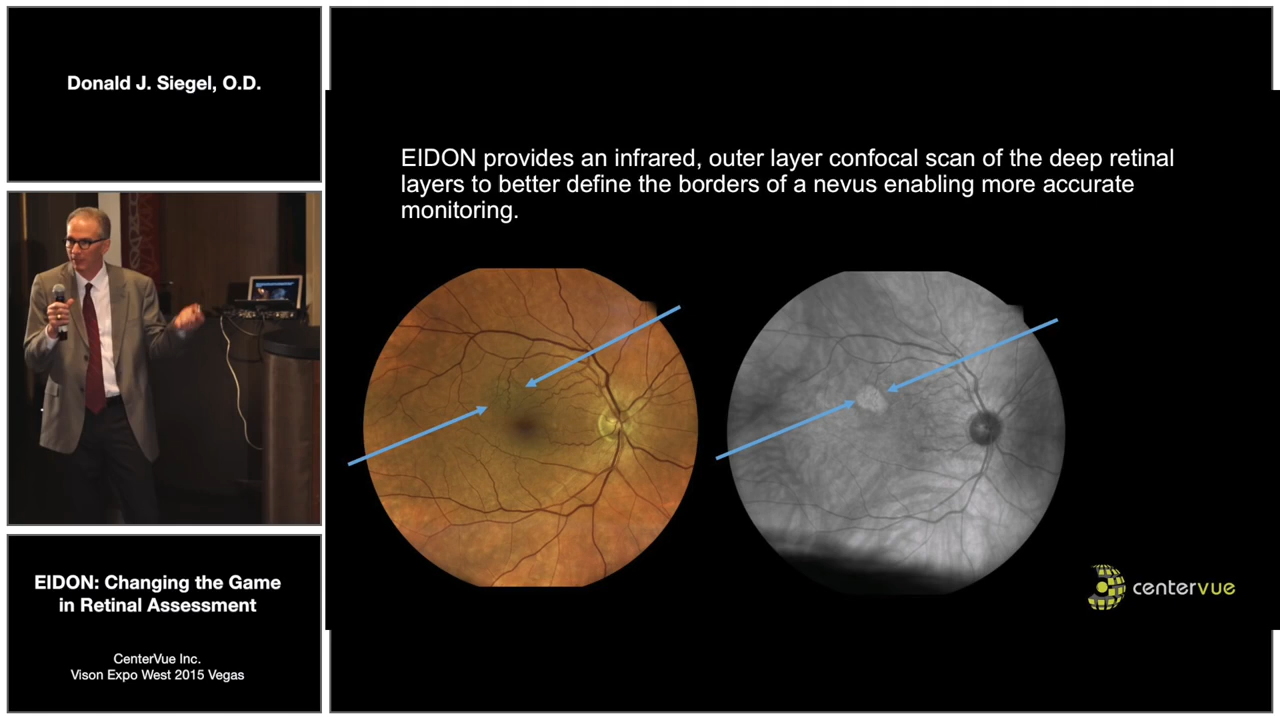 Donald J. Siegel, O.D.
EIDON provides an infrared, outer layer confocal scan of the deep retinal
layers to better define the borders of a nevus enabling more accurate
monitoring.
EIDON: Changing the Game
in Retinal Assessment
CenterVue Inc.
Vison Expo West 2015 Vegas
centervue